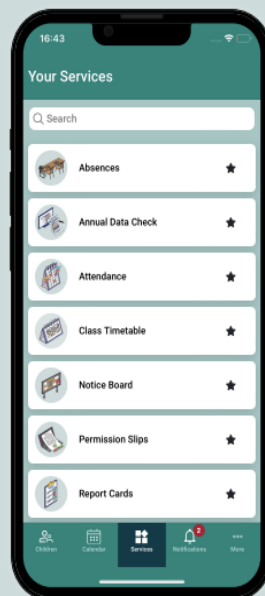 16:43
Your Services
Search
Absences
Annual Data Check
Attendance
Class Timetable
Notice Board
Permission Slips
Report Cards
2
Children Calendar Services Notifications More